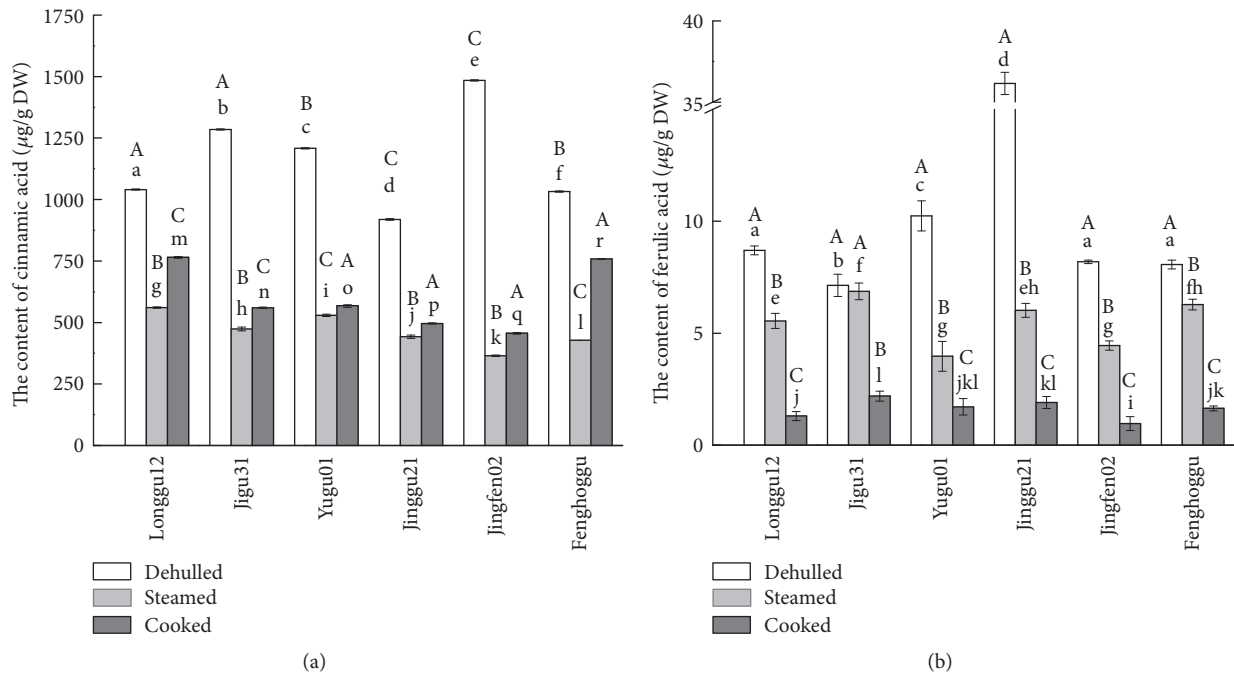 The content of cinnamic acid (μg/g DW)
1750
1500
1250
1000
750
500
250
0
A
a
B
g
C
m
A
b
B
h
C
n
B
c
C
i
A
o
C
d
B
j
A
p
C
e
B
k
A
q
B
f
C
l
A
r
Longgu12
Jigu31
Yugu01
Jinggu21
Jingfen02
Fenghoggu
Dehulled
Steamed
Cooked
(a)
The content of ferulic acid (μg/g DW)
40
35
10
5
0
A
a
B
e
C
j
A
b
A
f
B
l
A
c
B
g
C
jkl
A
d
B
eh
C
kl
A
a
B
g
C
i
A
a
B
fh
C
jk
Longgu12
Jigu31
Yugu01
Jinggu21
Jingfen02
Fenghoggu
Dehulled
Steamed
Cooked
(b)